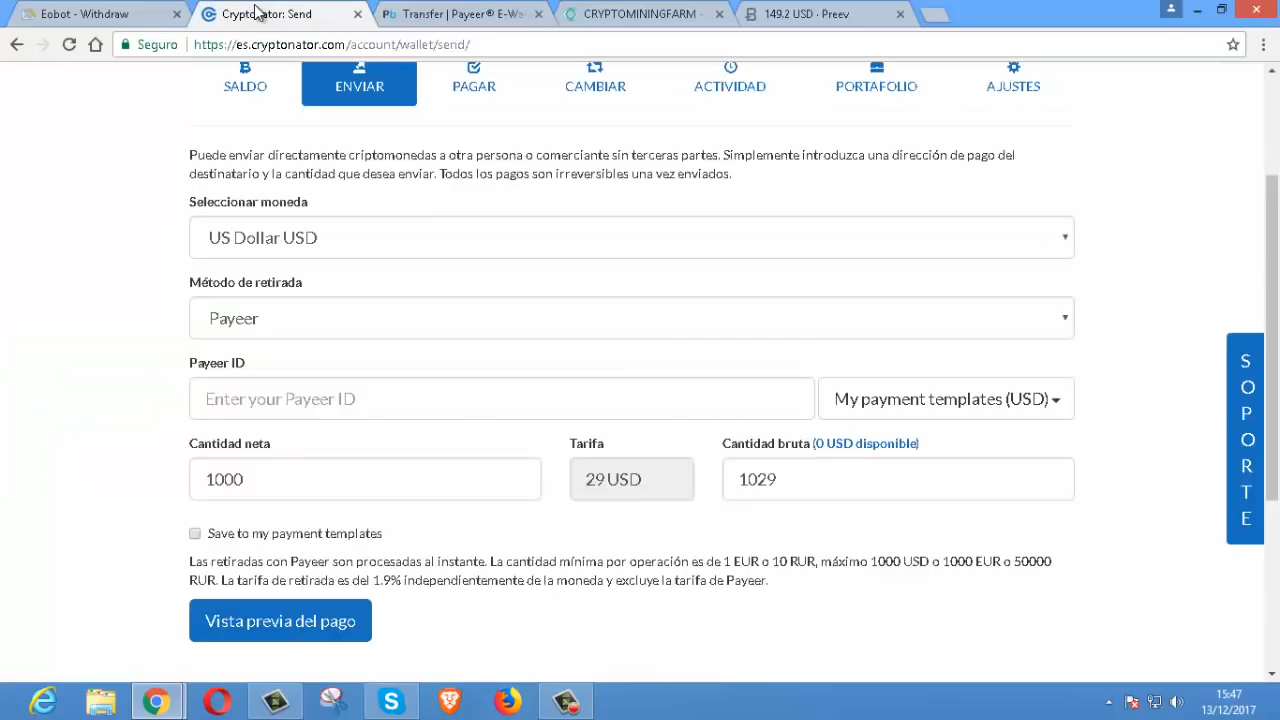 Eobot - Withdraw
Cryptonator: Send
Transfer | Payeer® E-Wa
CRYPTOMININGFARM -
149.2 USD - Preev
Seguro https://es.cryptonator.com/account/wallet/send/
SALDO ENVIAR PAGAR CAMBIAR ACTIVIDAD PORTAFOLIO AJUSTES
Puede enviar directamente criptomonedas a otra persona o comerciante sin terceras partes. Simplemente introduzca una dirección de pago del
destinatario y la cantidad que desea enviar. Todos los pagos son irreversibles una vez enviados.
Seleccionar moneda
US Dollar USD
Método de retirada
Payeer
Payeer ID
Enter your Payeer ID My payment templates (USD)
Cantidad neta Tarifa Cantidad bruta (0 USD disponible)
1000 29 USD 1029
Save to my payment templates
Las retiradas con Payeer son procesadas al instante. La cantidad mínima por operación es de 1 EUR o 10 RUR, máximo 1000 USD o 1000 EUR o 50000
RUR. La tarifa de retirada es del 1.9% independientemente de la moneda y excluye la tarifa de Payeer.
Vista previa del pago
SOPORTE
15:47
13/12/2017